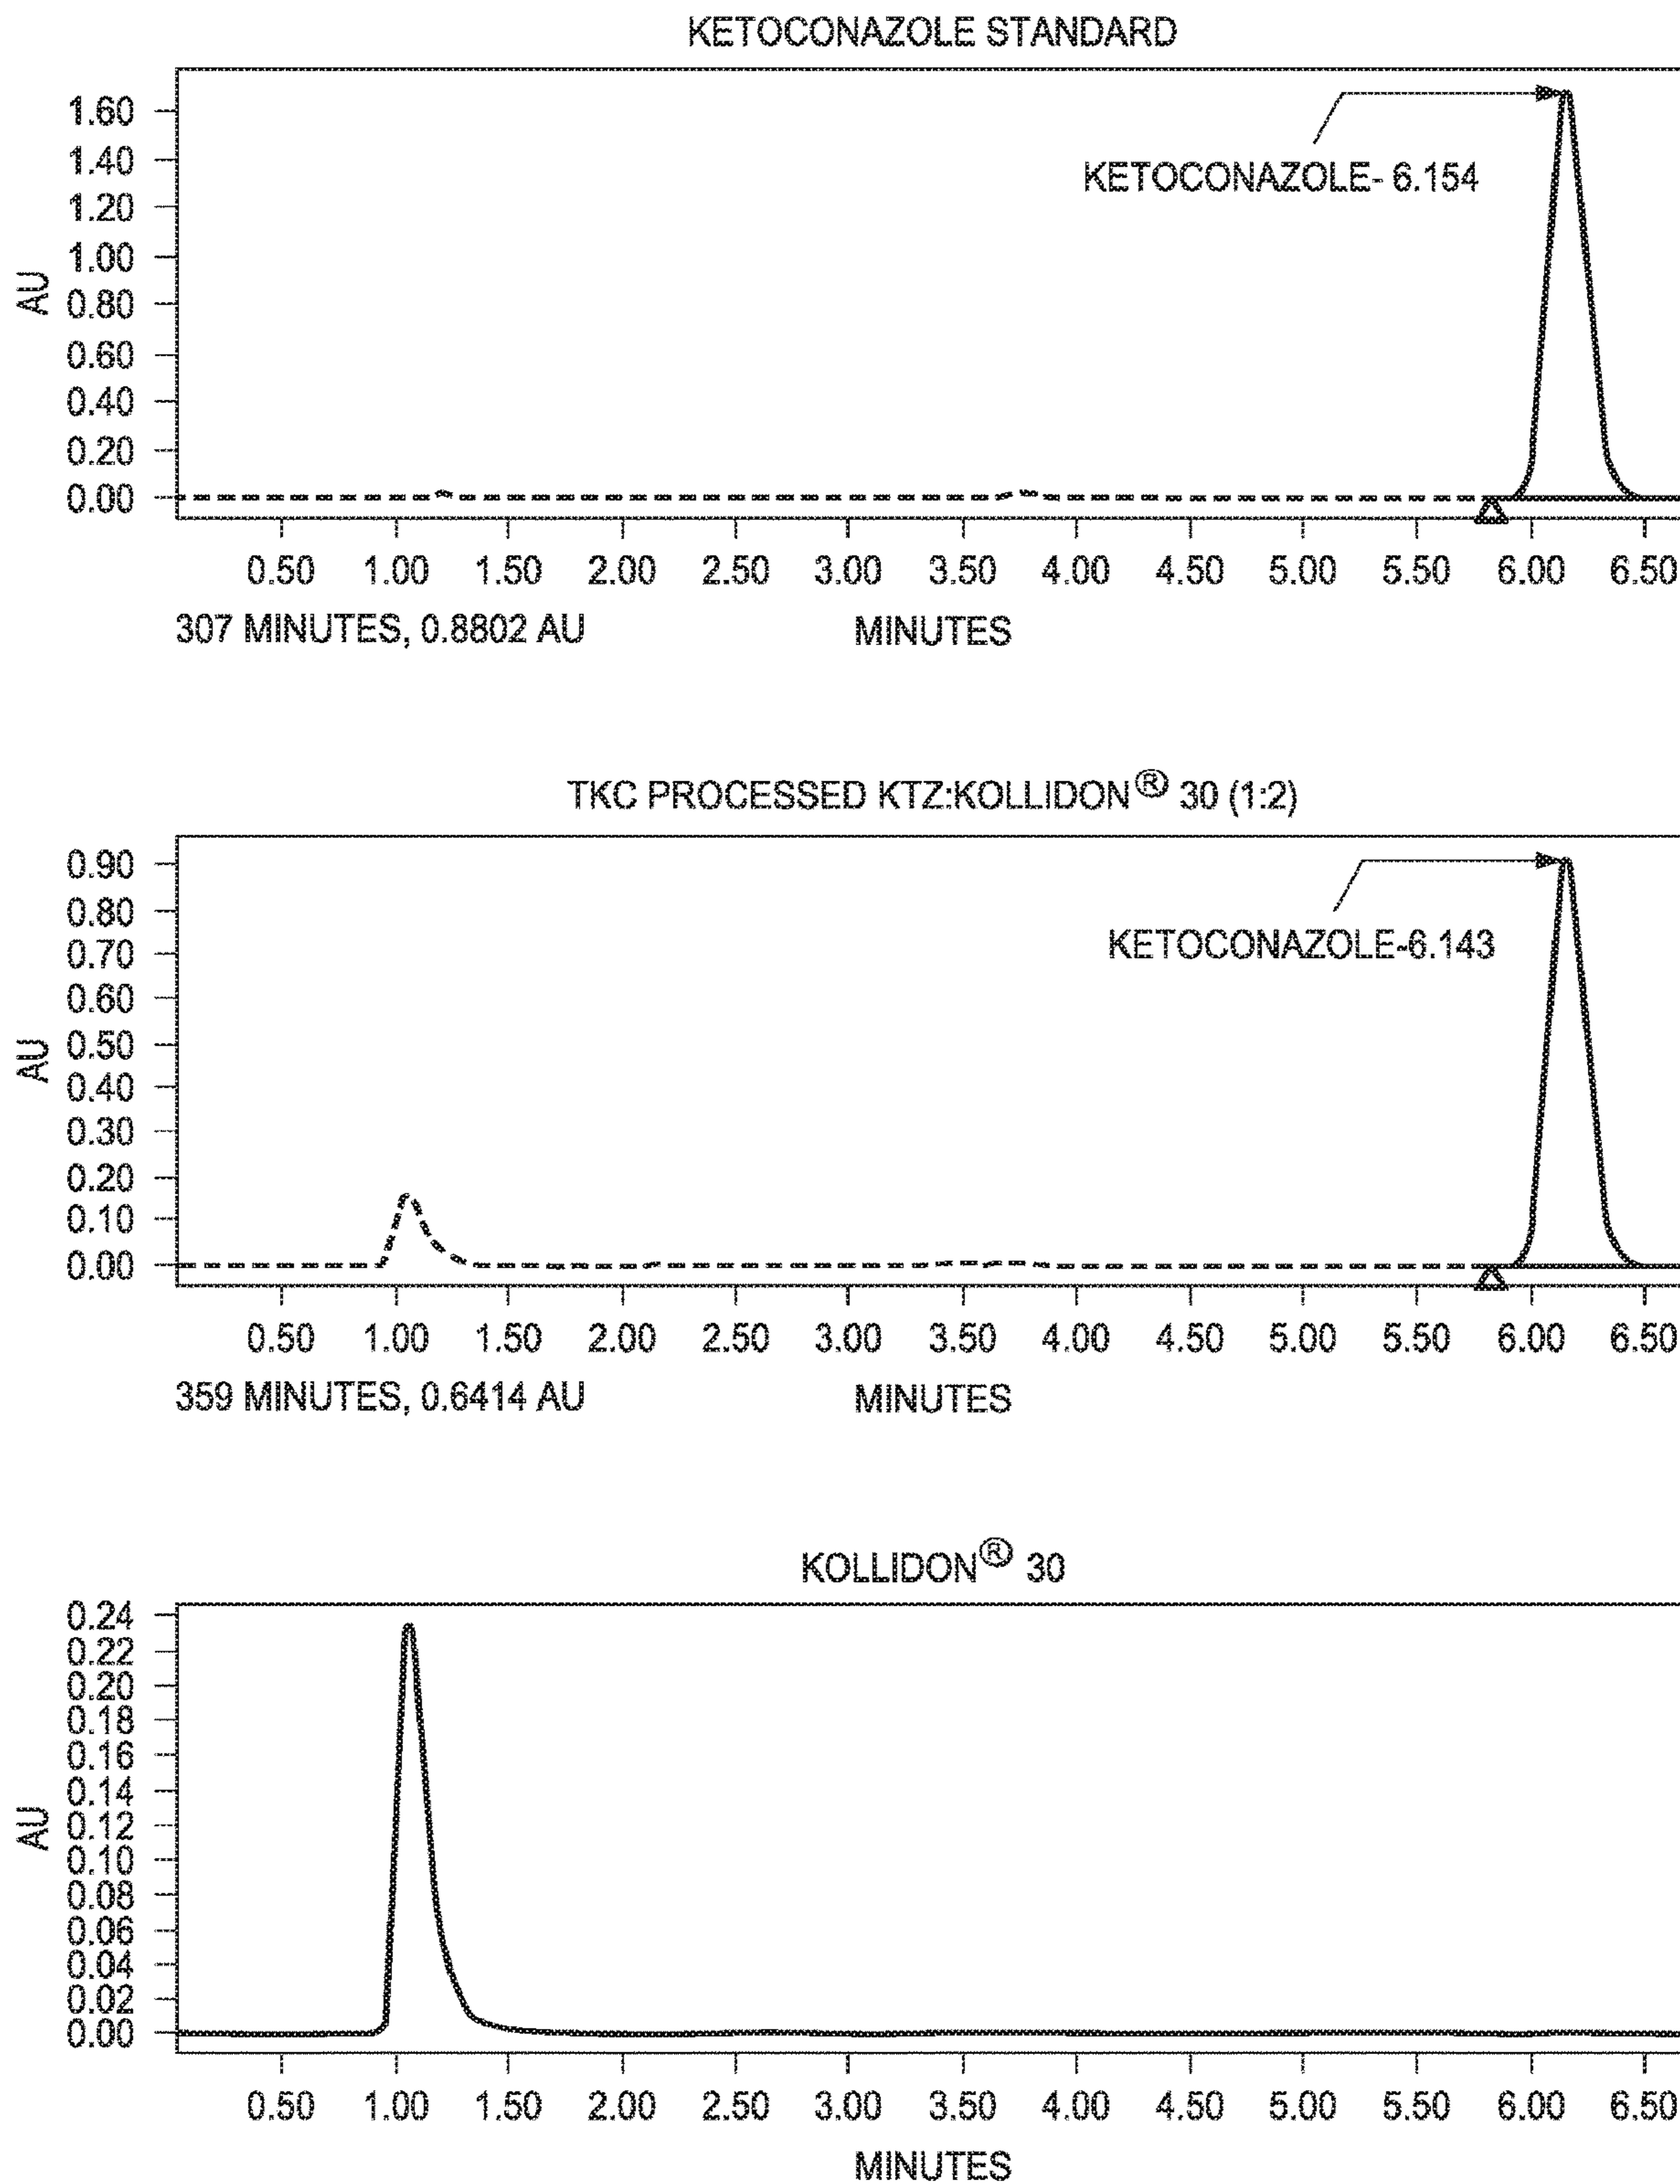 KETOCONAZOLE STANDARD
1.60
1.40
1.20
1.00
0.80
0.60
0.40
0.20
0.00
AU
KETOCONAZOLE- 6.154
0.50 1.00 1.50 2.00 2.50 3.00 3.50 4.00 4.50 5.00 5.50 6.00 6.50
307 MINUTES, 0.8802 AU MINUTES
TKC PROCESSED KTZ:KOLLIDON® 30 (1:2)
0.90
0.80
0.70
0.60
0.50
0.40
0.30
0.20
0.10
0.00
AU
KETOCONAZOLE-6.143
0.50 1.00 1.50 2.00 2.50 3.00 3.50 4.00 4.50 5.00 5.50 6.00 6.50
359 MINUTES, 0.6414 AU MINUTES
KOLLIDON® 30
0.24
0.22
0.20
0.18
0.16
0.14
0.12
0.10
0.08
0.06
0.04
0.02
0.00
AU
0.50 1.00 1.50 2.00 2.50 3.00 3.50 4.00 4.50 5.00 5.50 6.00 6.50
MINUTES